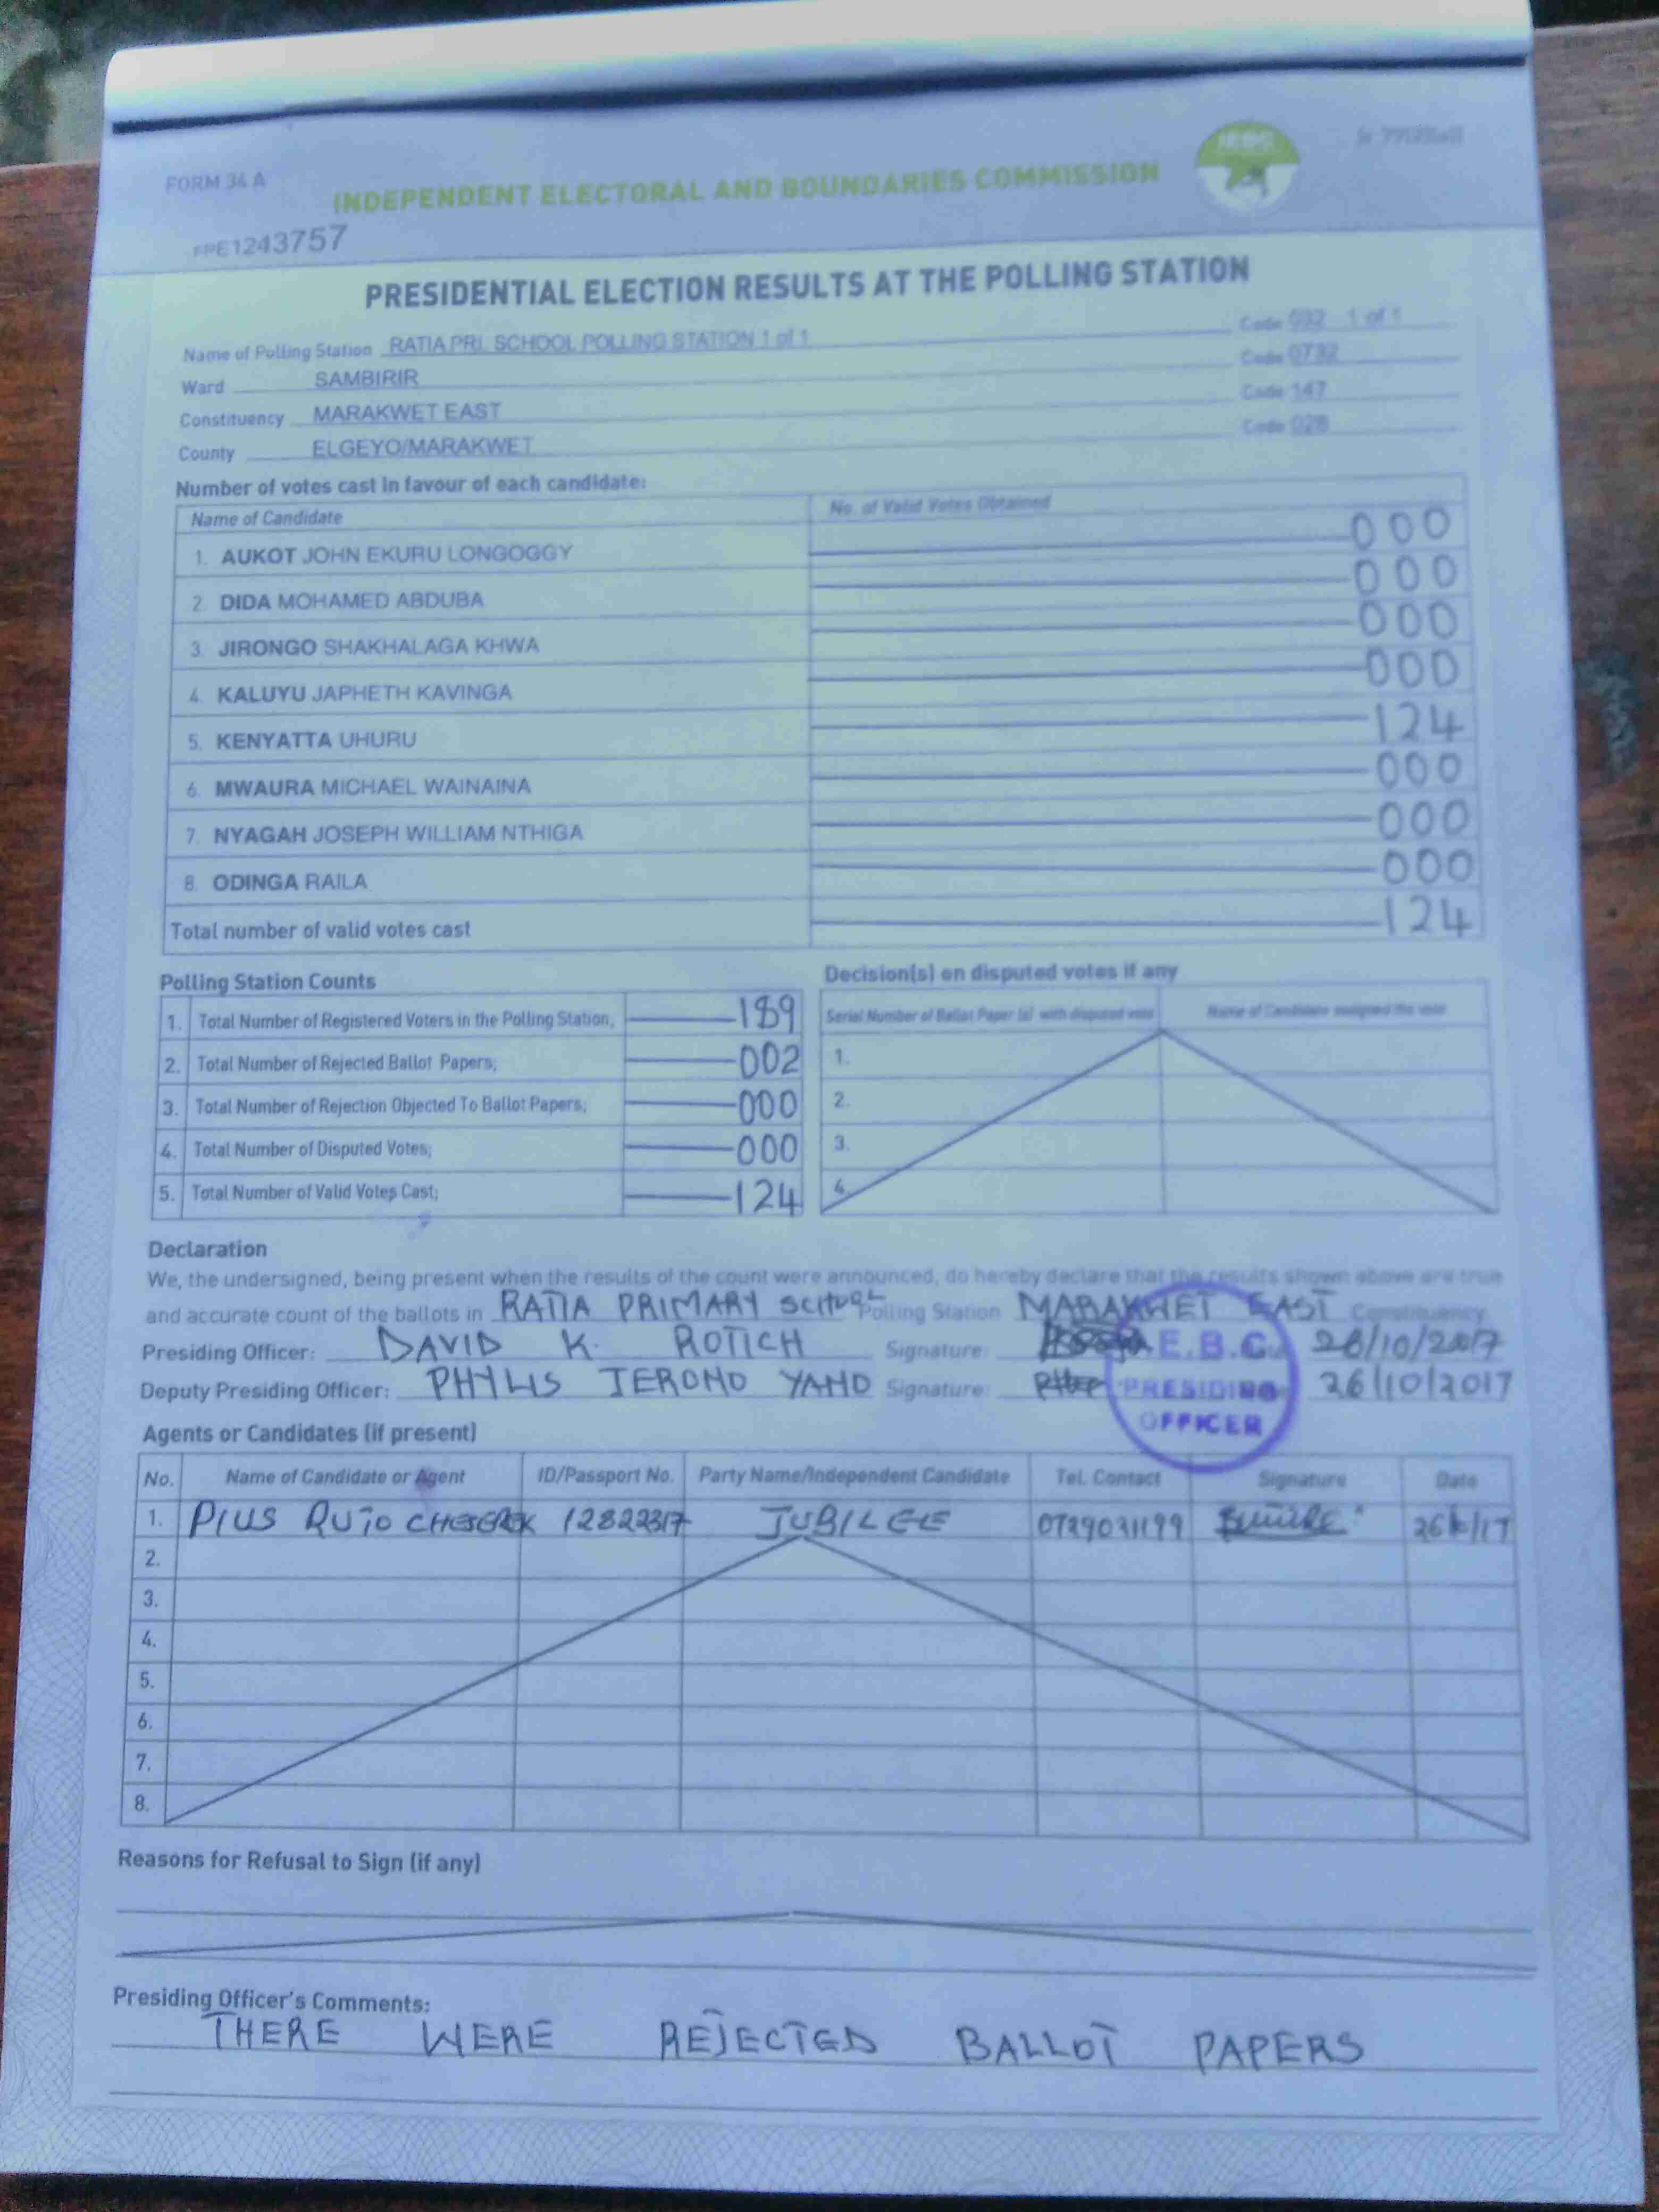 FORM 34 A
INDEPENDENT ELECTORAL AND BOUNDARIES COMMISSION
FPE1243757
PRESIDENTIAL ELECTION RESULTS AT THE POLLING STATION
Name of Polling Station RATIA PRI. SCHOOL POLLING STATION 1 of 1 Code 032 1 of 1
Ward SAMBIRIR Code 0732
Constituency MARAKWET EAST Code 147
County ELGEYO/MARAKWET Code 028
Number of votes cast in favour of each candidate:
Name of Candidate No. of Valid Votes Obtained
1. AUKOT JOHN EKURU LONGOGGY 000
2. DIDA MOHAMED ABDUBA 000
3. JIRONGO SHAKHALAGA KHWA 000
4. KALUYU JAPHETH KAVINGA 000
5. KENYATTA UHURU 124
6. MWAURA MICHAEL WAINAINA 000
7. NYAGAH JOSEPH WILLIAM NTHIGA 000
8. ODINGA RAILA 000
Total number of valid votes cast 124
Polling Station Counts
1. Total Number of Registered Voters in the Polling Station; 189
2. Total Number of Rejected Ballot Papers; 002
3. Total Number of Rejection Objected To Ballot Papers; 000
4. Total Number of Disputed Votes; 000
5. Total Number of Valid Votes Cast; 124
Decision(s) on disputed votes if any
Serial Number of Ballot Paper (s) with disputed vote Name of Candidate assigned the vote
1.
2.
3.
4.
Declaration
We, the undersigned, being present when the results of the count were announced, do hereby declare that the results shown above are true
and accurate count of the ballots in RATIA PRIMARY SCHOOL Polling Station MARAKWET EAST Constituency
Presiding Officer: DAVID K. ROTICH Signature: 26/10/2017
Deputy Presiding Officer: PHYLIS JERONO YANO Signature: 26/10/2017
I.E.B.C.
PRESIDING
OFFICER
Agents or Candidates (if present)
No. Name of Candidate or Agent ID/Passport No. Party Name/Independent Candidate Tel. Contact Signature Date
1. PIUS RUTO JUBILEE 0729031199
2.
3.
4.
5.
6.
7.
8.
Reasons for Refusal to Sign (if any)
Presiding Officer's Comments:
THERE WERE REJECTED BALLOT PAPERS